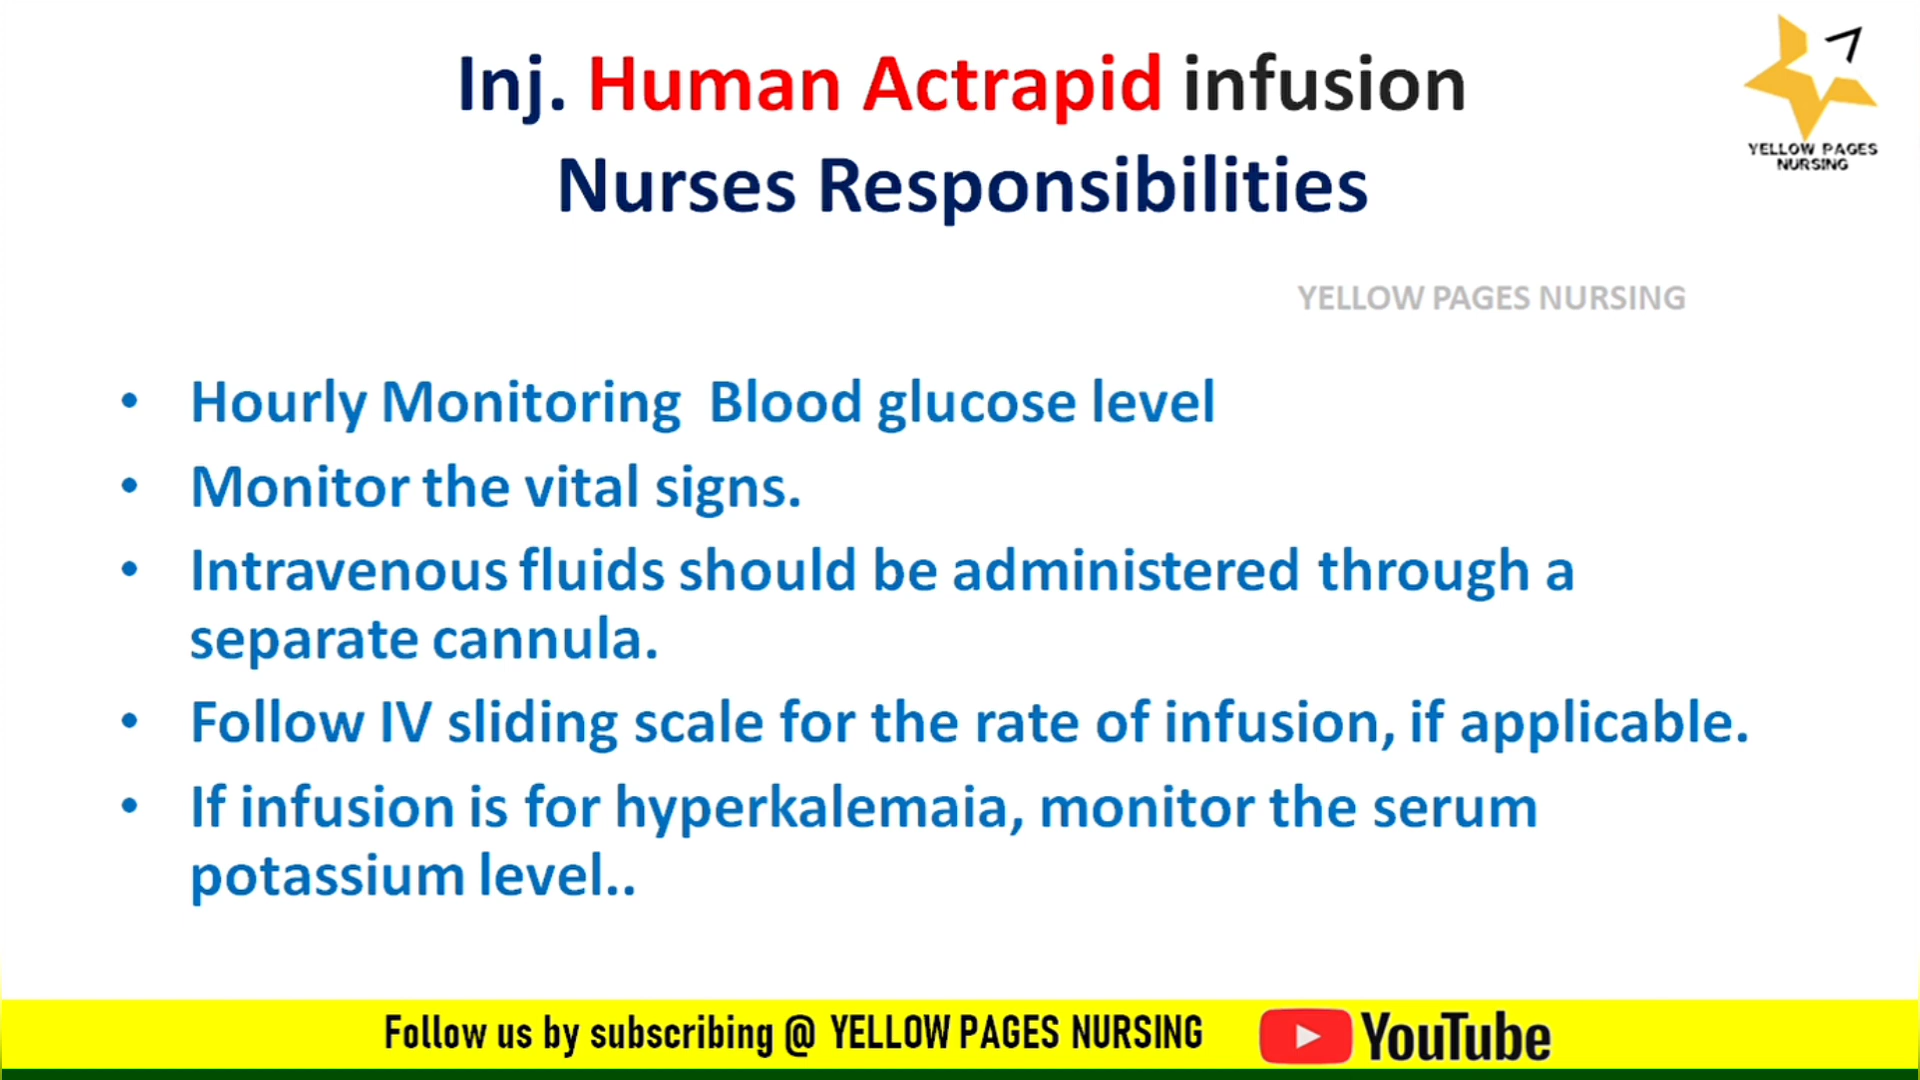 Inj. Human Actrapid infusion
Nurses Responsibilities
YELLOW PAGES
NURSING
YELLOW PAGES NURSING
• Hourly Monitoring  Blood glucose level
• Monitor the vital signs.
• Intravenous fluids should be administered through a
separate cannula.
• Follow IV sliding scale for the rate of infusion, if applicable.
• If infusion is for hyperkalemaia, monitor the serum
potassium level..
Follow us by subscribing @ YELLOW PAGES NURSING YouTube